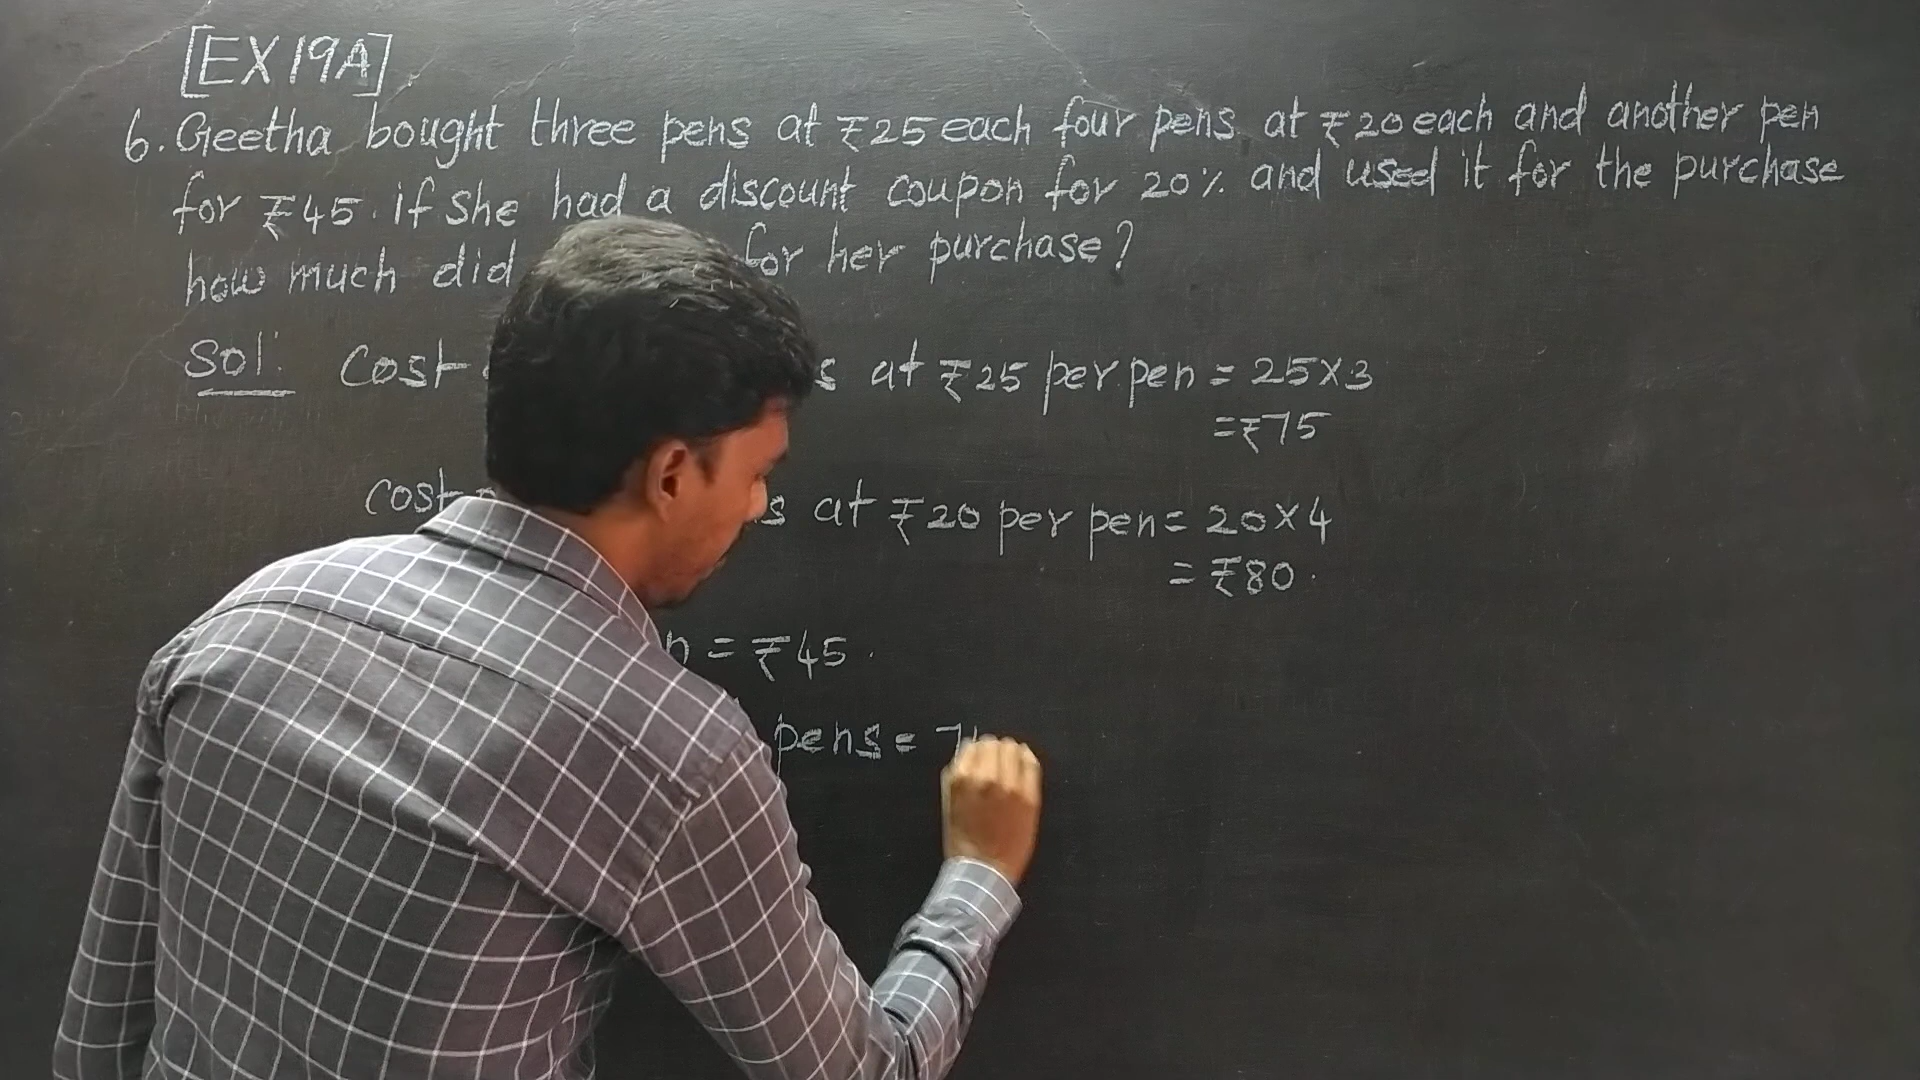 [EX 19A]
6. Geetha bought three pens at ₹25 each four pens at ₹20 each and another pen
for ₹45. if She had a discount coupon for 20% and used it for the purchase
how much did for her purchase?
Sol: Cost at ₹25 per pen = 25×3
=₹75
cost at ₹20 per pen = 20×4
= ₹80.
= ₹45.
pens = 7